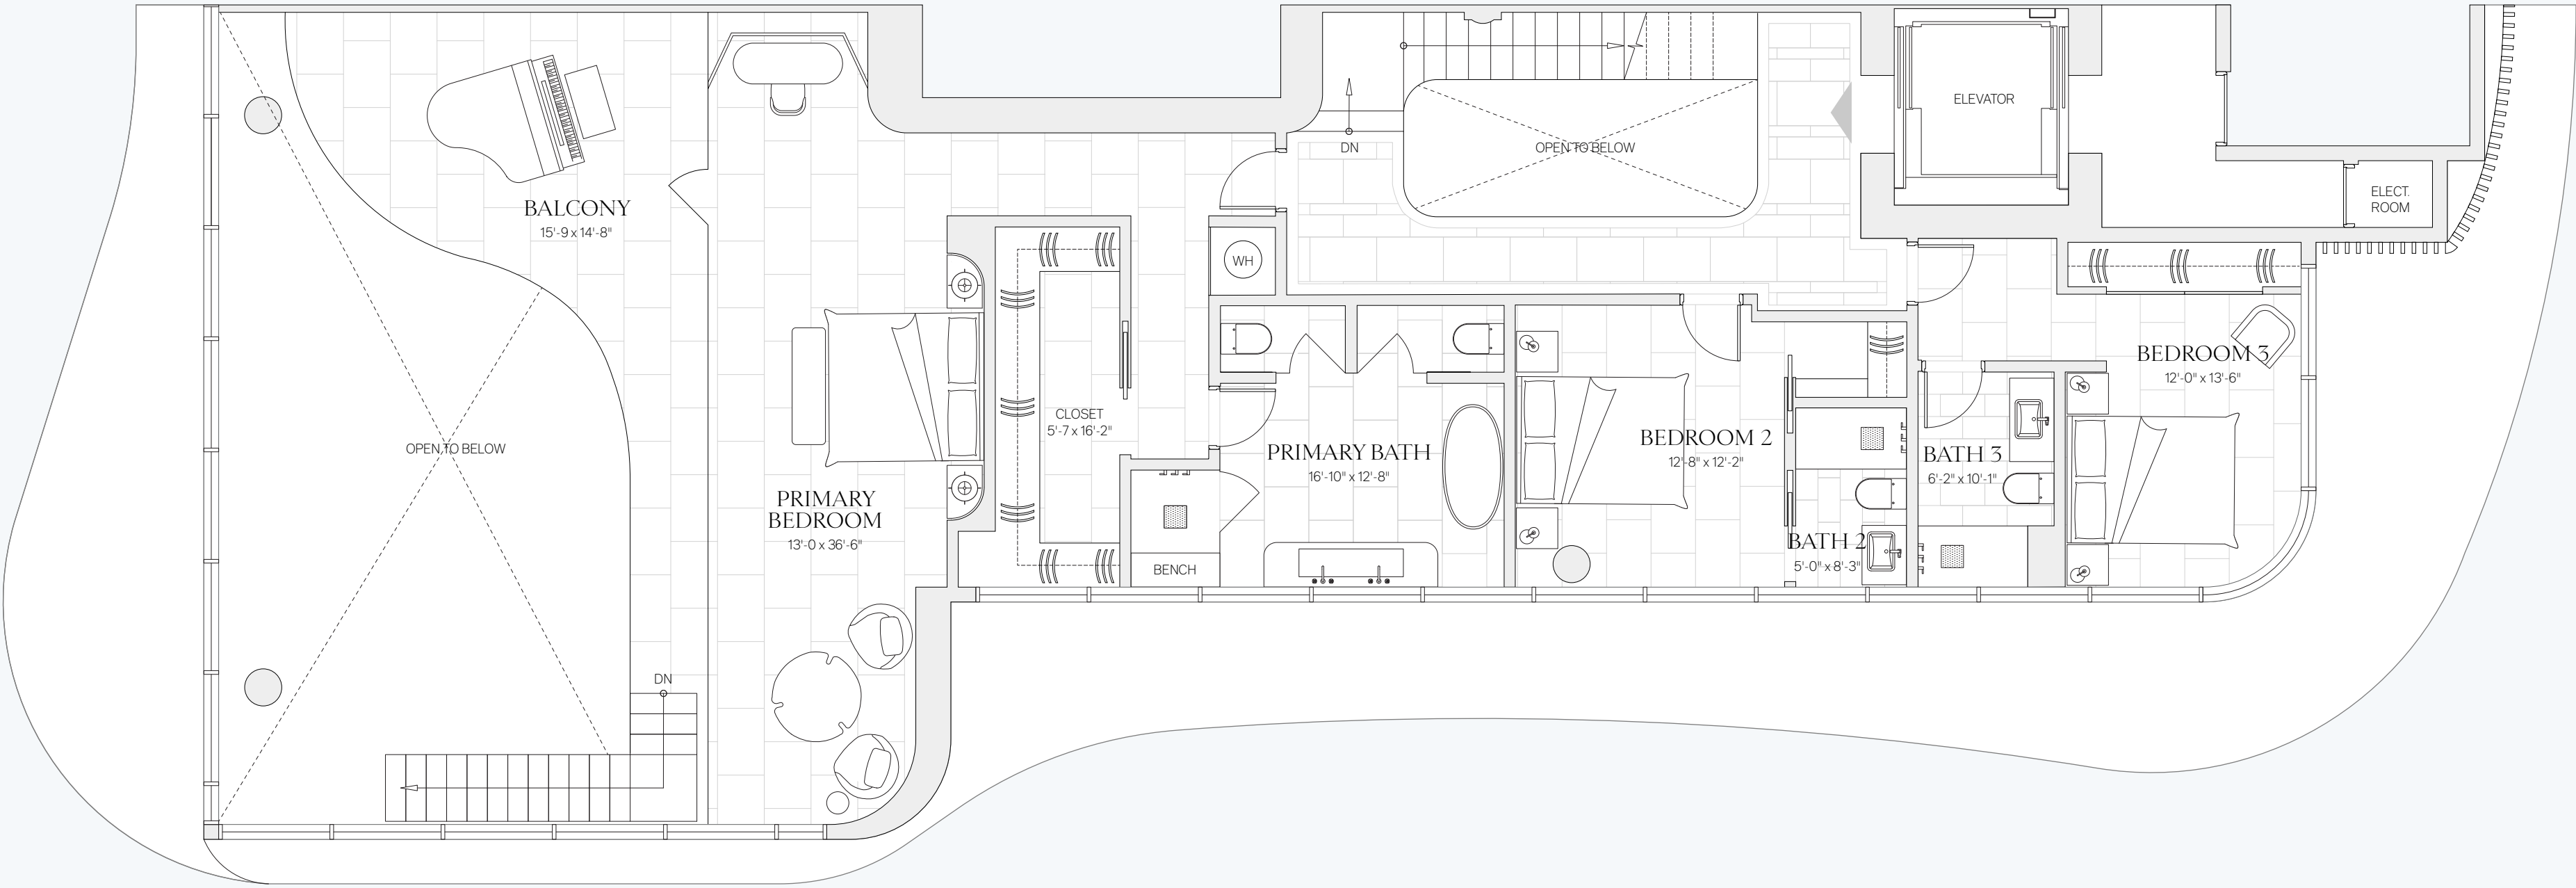 BALCONY
15'-9 x 14'-8"
OPEN TO BELOW
DN
PRIMARY
BEDROOM
13'-0 x 36'-6"
CLOSET
5'-7 x 16'-2"
WH
BENCH
PRIMARY BATH
16'-10" x 12'-8"
DN
OPEN TO BELOW
ELEVATOR
ELECT.
ROOM
BEDROOM 2
12'-8" x 12'-2"
BATH 2
5'-0" x 8'-3"
BATH 3
6'-2" x 10'-1"
BEDROOM 3
12'-0" x 13'-6"